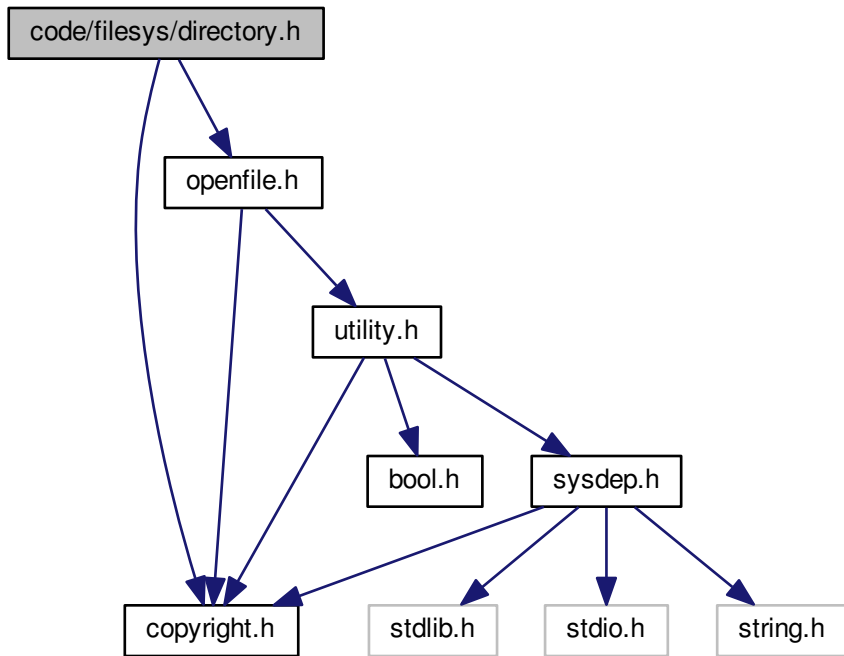 code/filesys/directory.h
openfile.h
utility.h
bool.h
sysdep.h
copyright.h
stdlib.h
stdio.h
string.h